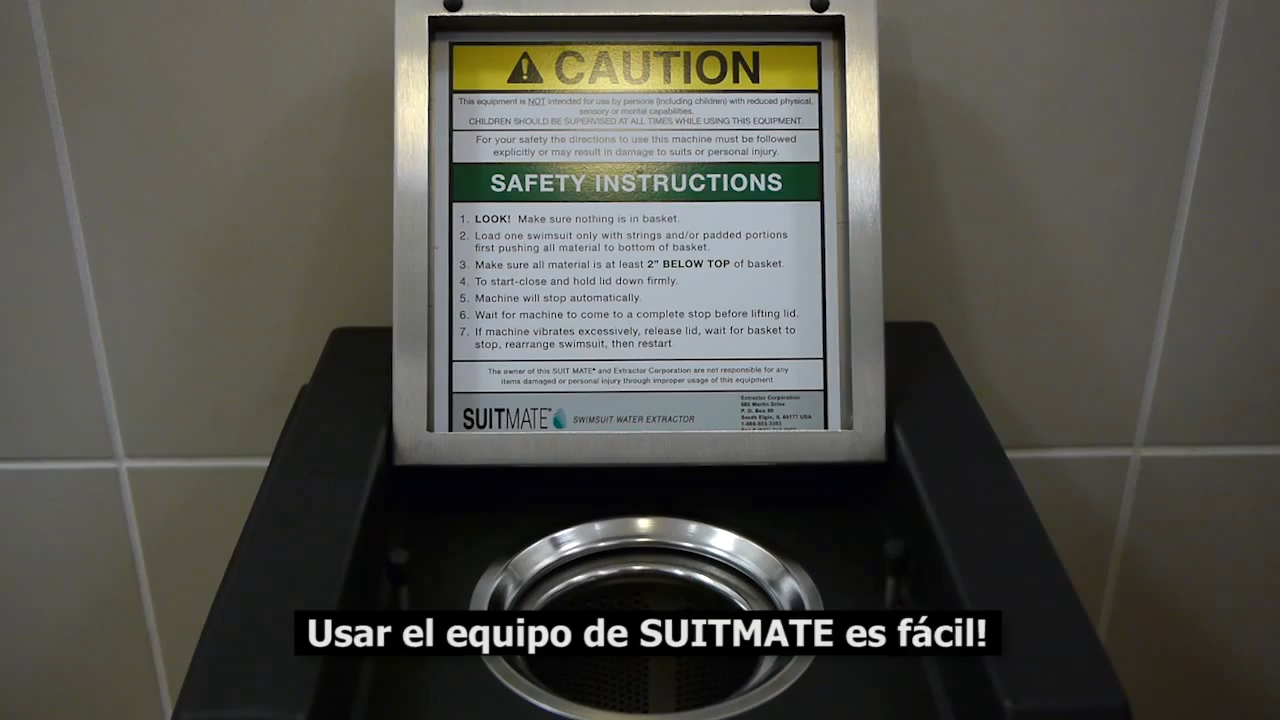 CAUTION
This equipment is NOT intended for use by persons (including children) with reduced physical,
sensory or mental capabilities.
CHILDREN SHOULD BE SUPERVISED AT ALL TIMES WHILE USING THIS EQUIPMENT.
For your safety the directions to use this machine must be followed
explicitly or may result in damage to suits or personal injury.
SAFETY INSTRUCTIONS
1. LOOK! Make sure nothing is in basket.
2. Load one swimsuit only with strings and/or padded portions
first pushing all material to bottom of basket.
3. Make sure all material is at least 2" BELOW TOP of basket.
4. To start-close and hold lid down firmly.
5. Machine will stop automatically.
6. Wait for machine to come to a complete stop before lifting lid.
7. If machine vibrates excessively, release lid, wait for basket to
stop, rearrange swimsuit, then restart.
The owner of this SUIT MATE® and Extractor Corporation are not responsible for any
items damaged or personal injury through improper usage of this equipment.
SUITMATE® SWIMSUIT WATER EXTRACTOR
Extractor Corporation
685 Martin Drive
P. O. Box 99
South Elgin, IL 60177 USA
Usar el equipo de SUITMATE es fácil!